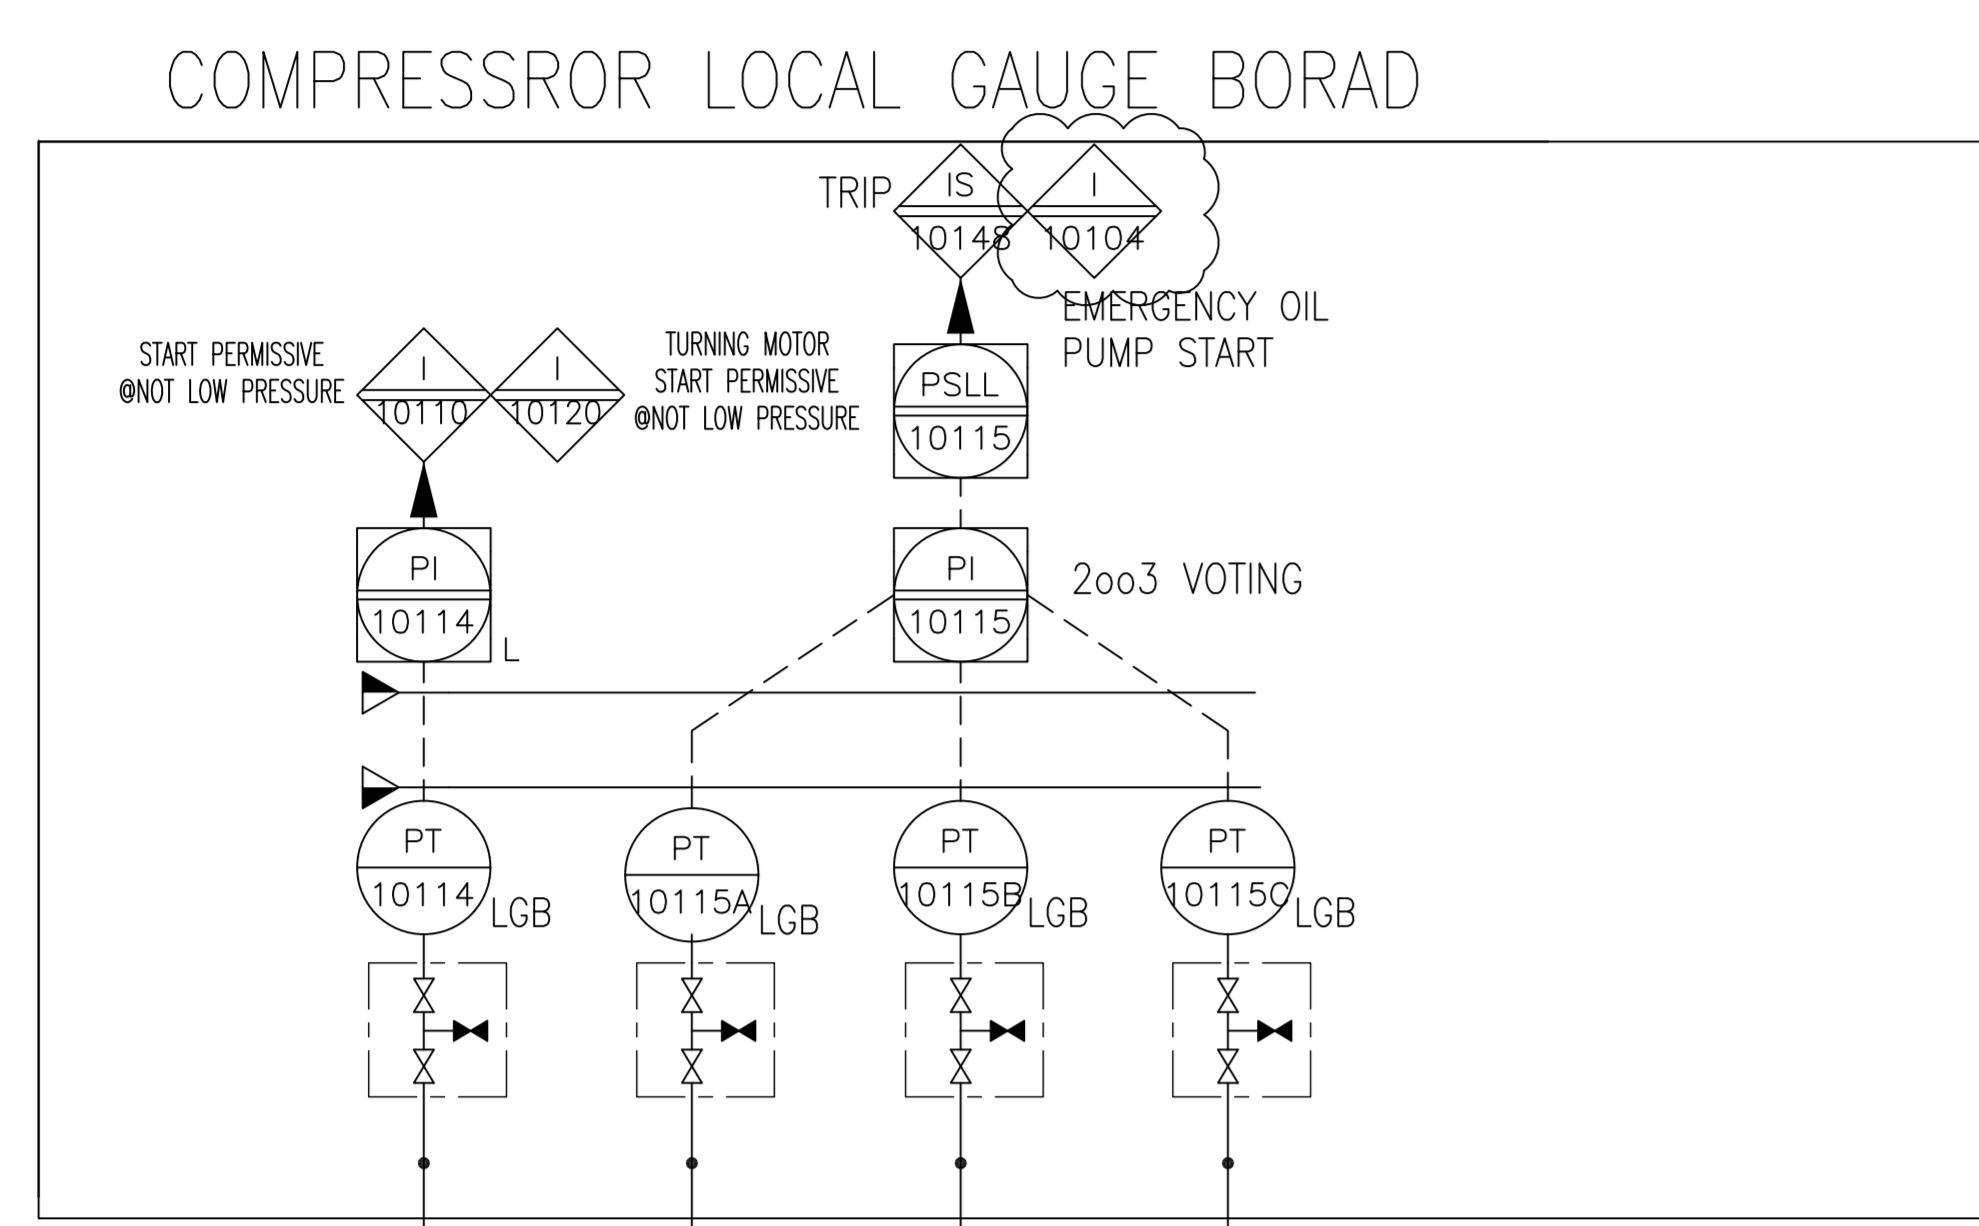 COMPRESSROR LOCAL GAUGE BORAD
TRIP
IS
10148
I
10104
EMERGENCY OIL
PUMP START
START PERMISSIVE
@NOT LOW PRESSURE
I
10110
I
10120
TURNING MOTOR
START PERMISSIVE
@NOT LOW PRESSURE
PSLL
10115
PI
10114
L
PI
10115
2oo3 VOTING
PT
10114
LGB
PT
10115A
LGB
PT
10115B
LGB
PT
10115C
LGB